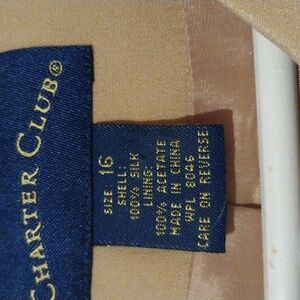 CHARTER CLUB®
SIZE: 16
SHELL:
100% SILK
LINING:
100% ACETATE
MADE IN CHINA
WPL 8046
CARE ON REVERSE